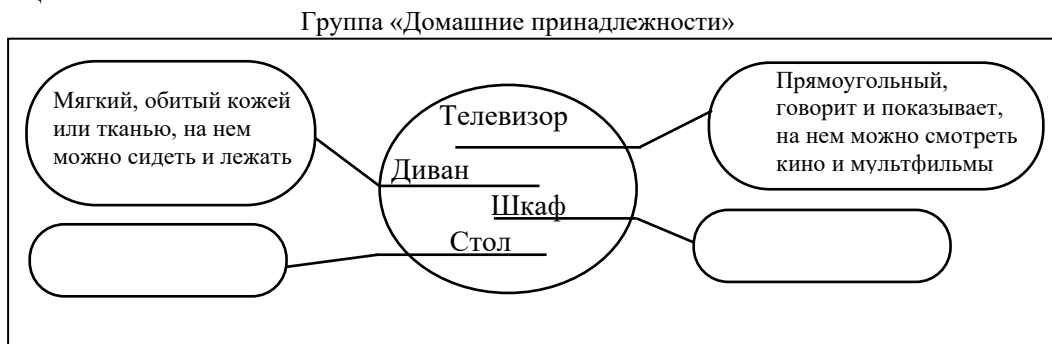 Группа «Домашние принадлежности»
Мягкий, обитый кожей
или тканью, на нем
можно сидеть и лежать
Телевизор
Диван
Шкаф
Стол
Прямоугольный,
говорит и показывает,
на нем можно смотреть
кино и мультфильмы